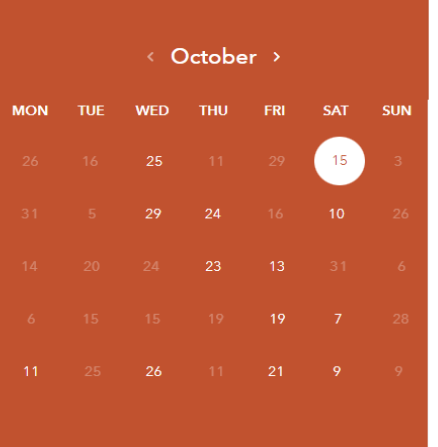 ‹ October ›
MON TUE WED THU FRI SAT SUN
26 16 25 11 29 15 3
31 5 29 24 16 10 26
14 20 24 23 13 31 6
6 15 15 19 19 7 28
11 25 26 11 21 9 9